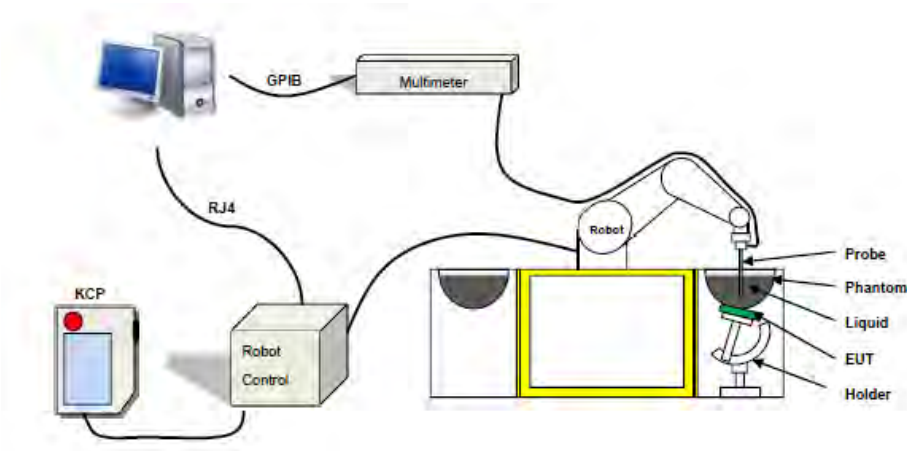 GPIB
Multimeter
RJ4
Robot
Probe
Phantom
Liquid
EUT
Holder
KCP
Robot
Control